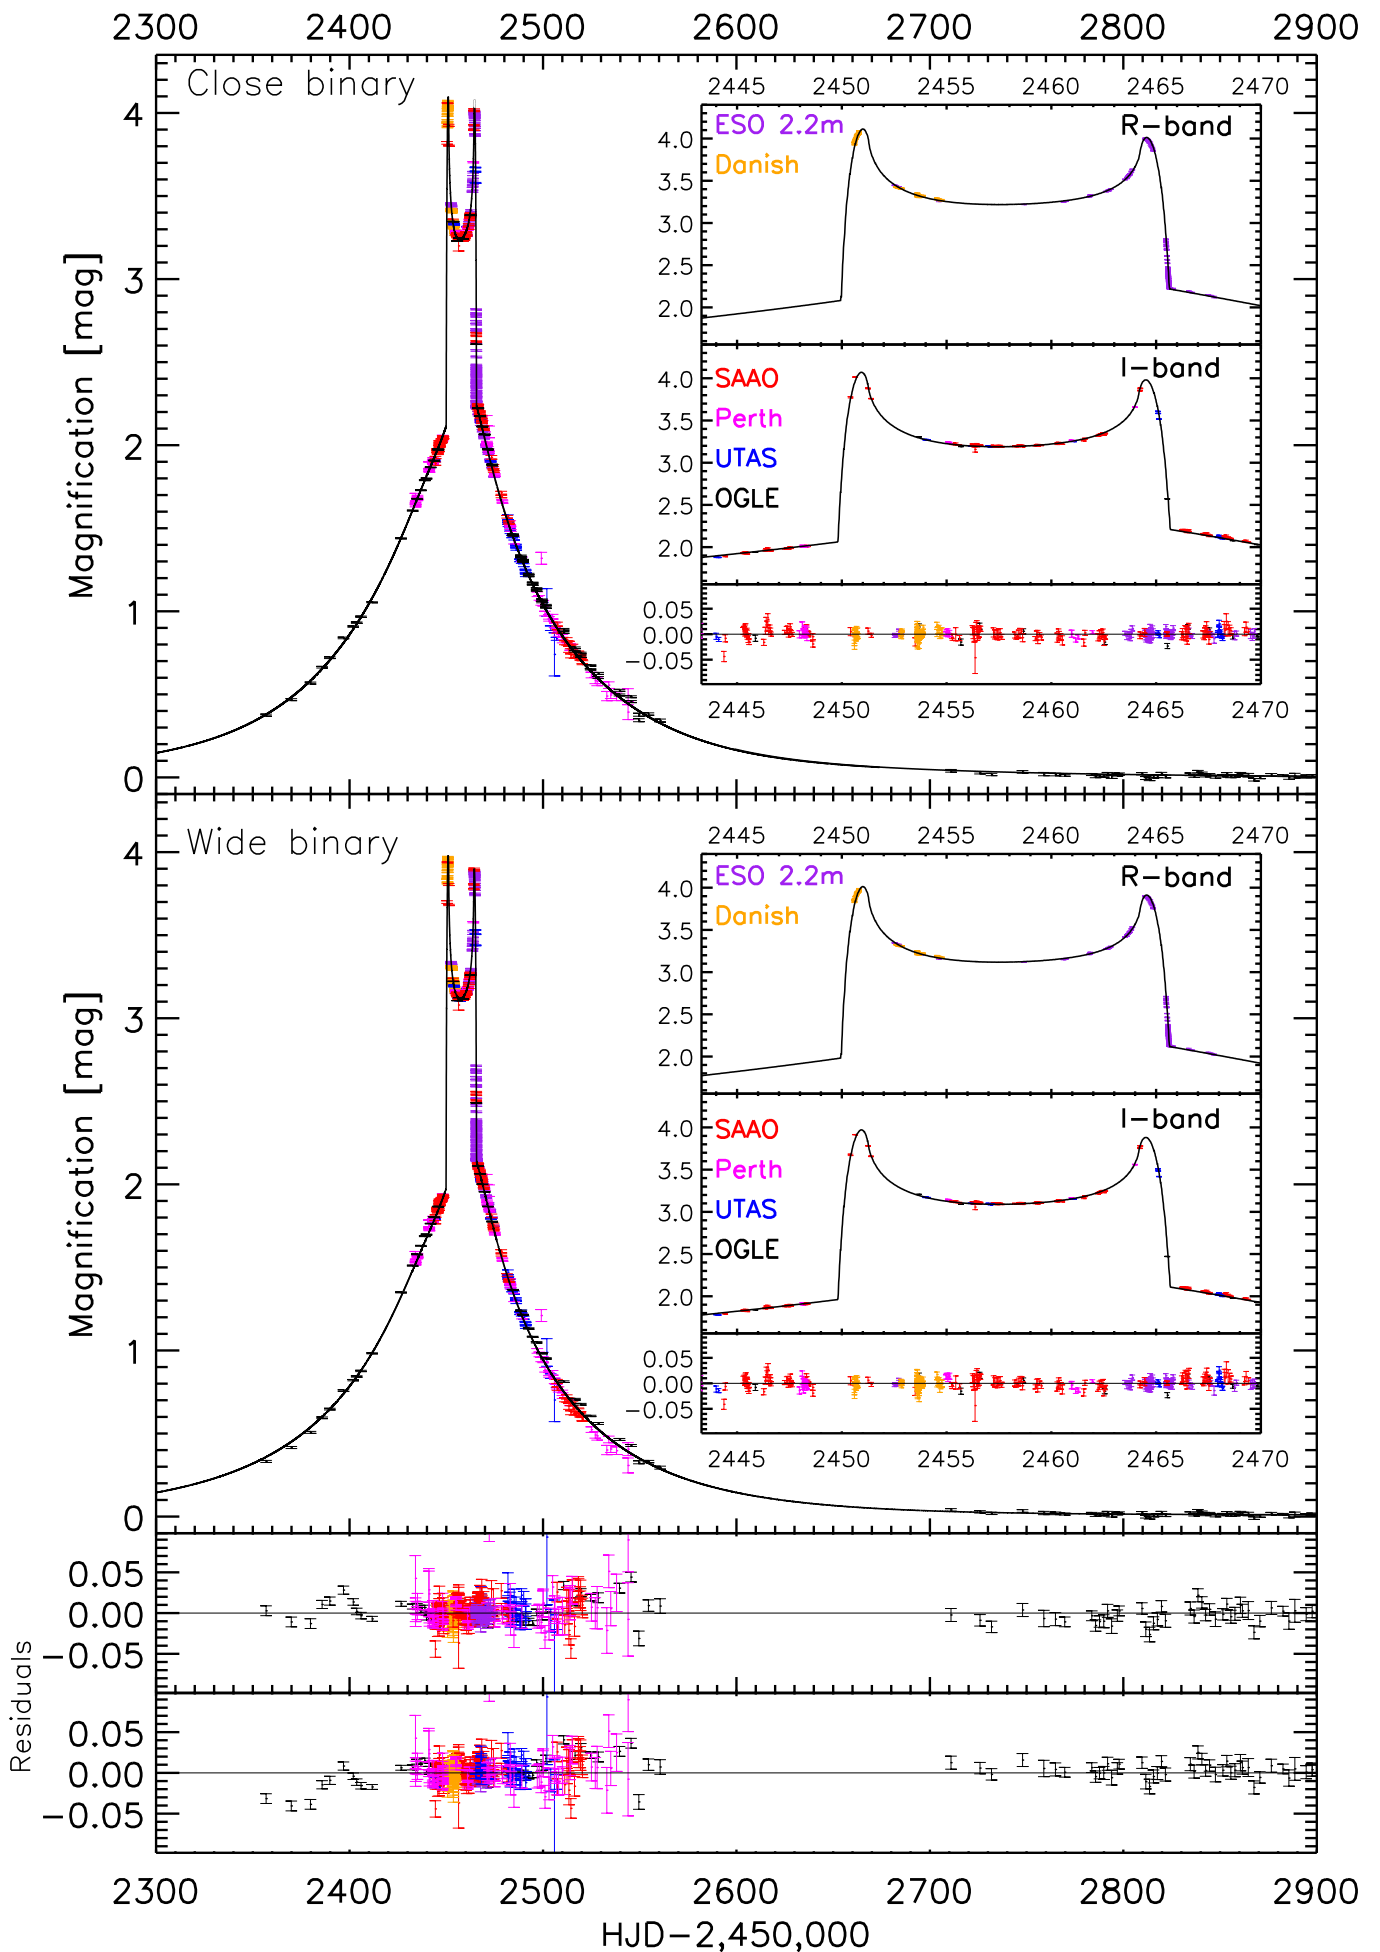 2300 2400 2500 2600 2700 2800 2900
Close binary
Magnification [mag]
4
3
2
1
0
2445 2450 2455 2460 2465 2470
ESO 2.2m
Danish
R-band
4.0
3.5
3.0
2.5
2.0
SAAO
Perth
UTAS
OGLE
I-band
4.0
3.5
3.0
2.5
2.0
0.05
0.00
-0.05
2445 2450 2455 2460 2465 2470
Wide binary
Magnification [mag]
4
3
2
1
0
2445 2450 2455 2460 2465 2470
ESO 2.2m
Danish
R-band
4.0
3.5
3.0
2.5
2.0
SAAO
Perth
UTAS
OGLE
I-band
4.0
3.5
3.0
2.5
2.0
0.05
0.00
-0.05
2445 2450 2455 2460 2465 2470
Residuals
0.05
0.00
-0.05
0.05
0.00
-0.05
2300 2400 2500 2600 2700 2800 2900
HJD-2,450,000